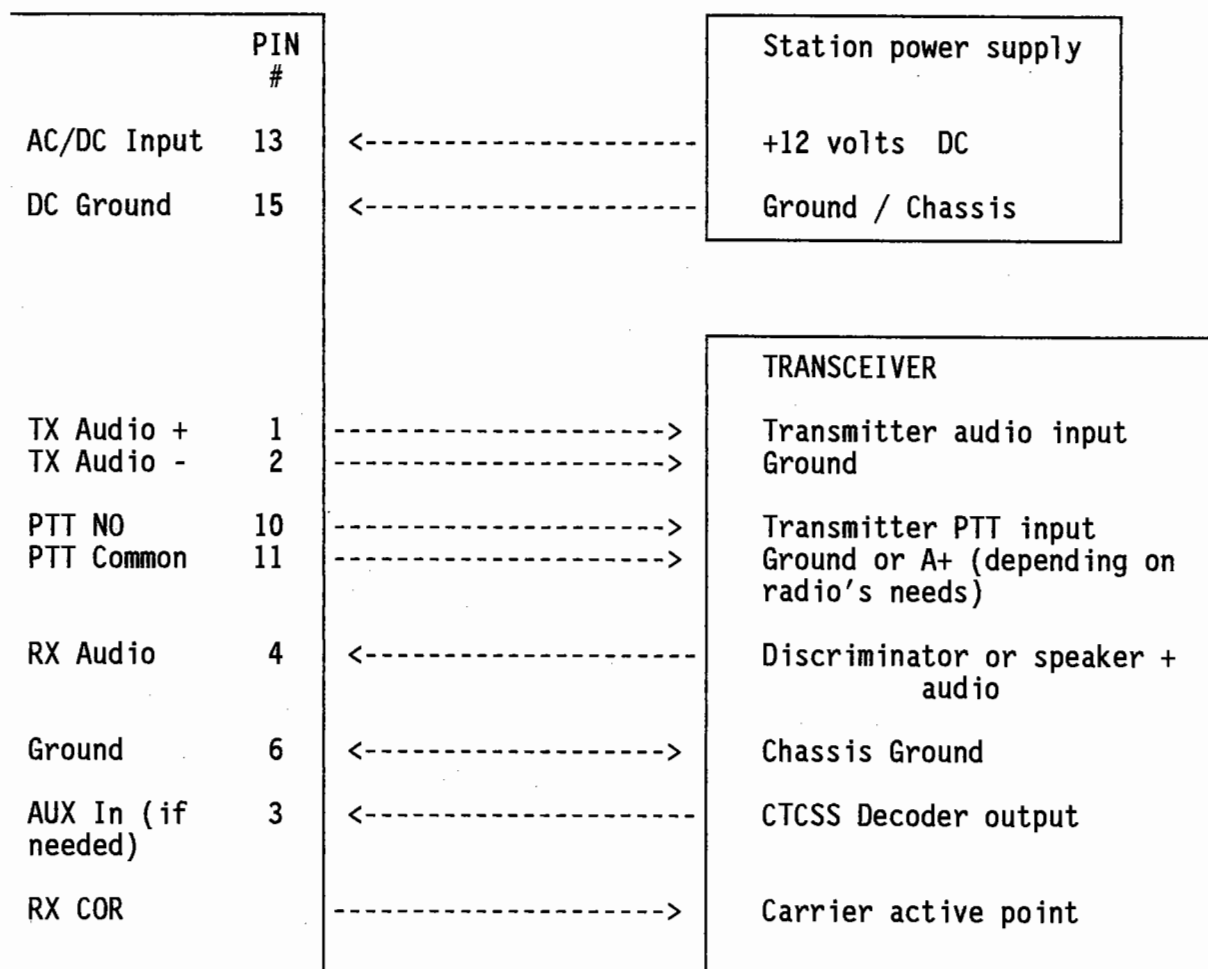 PIN
#
Station power supply
AC/DC Input 13 <--------------------- +12 volts DC
DC Ground 15 <--------------------- Ground / Chassis
TRANSCEIVER
TX Audio + 1 ---------------------> Transmitter audio input
TX Audio - 2 ---------------------> Ground
PTT NO 10 ---------------------> Transmitter PTT input
PTT Common 11 ---------------------> Ground or A+ (depending on
radio's needs)
RX Audio 4 <--------------------- Discriminator or speaker +
audio
Ground 6 <-------------------> Chassis Ground
AUX In (if 3 <--------------------- CTCSS Decoder output
needed)
RX COR ---------------------> Carrier active point